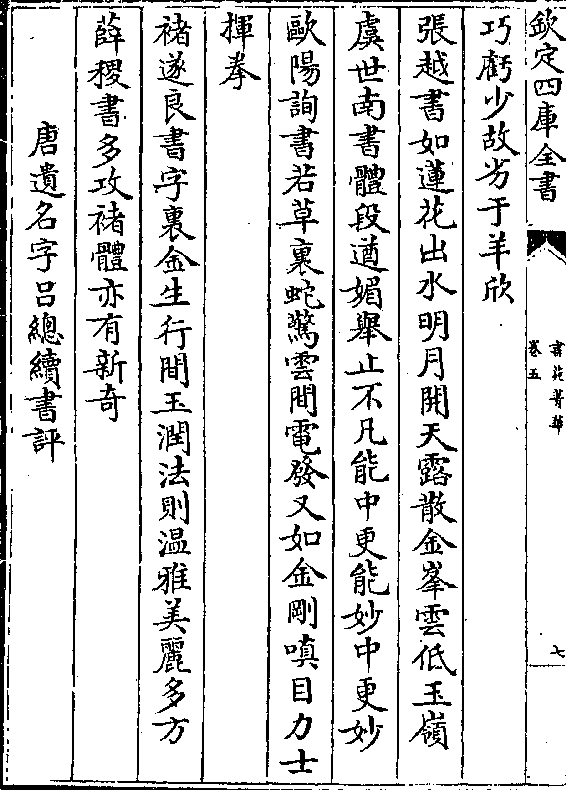 欽定四庫全書
書苑菁華
卷五
七
巧虧少故劣于羊欣
張越書如蓮花出水明月開天露散金峯雲低玉嶺
虞世南書體段遒媚舉止不凡能中更能妙中更妙
歐陽詢書若草裏蛇驚雲間電發又如金剛嗔目力士
揮拳
褚遂良書字裏金生行間玉潤法則温雅美麗多方
薛稷書多攻褚體亦有新奇
唐遺名字吕總續書評